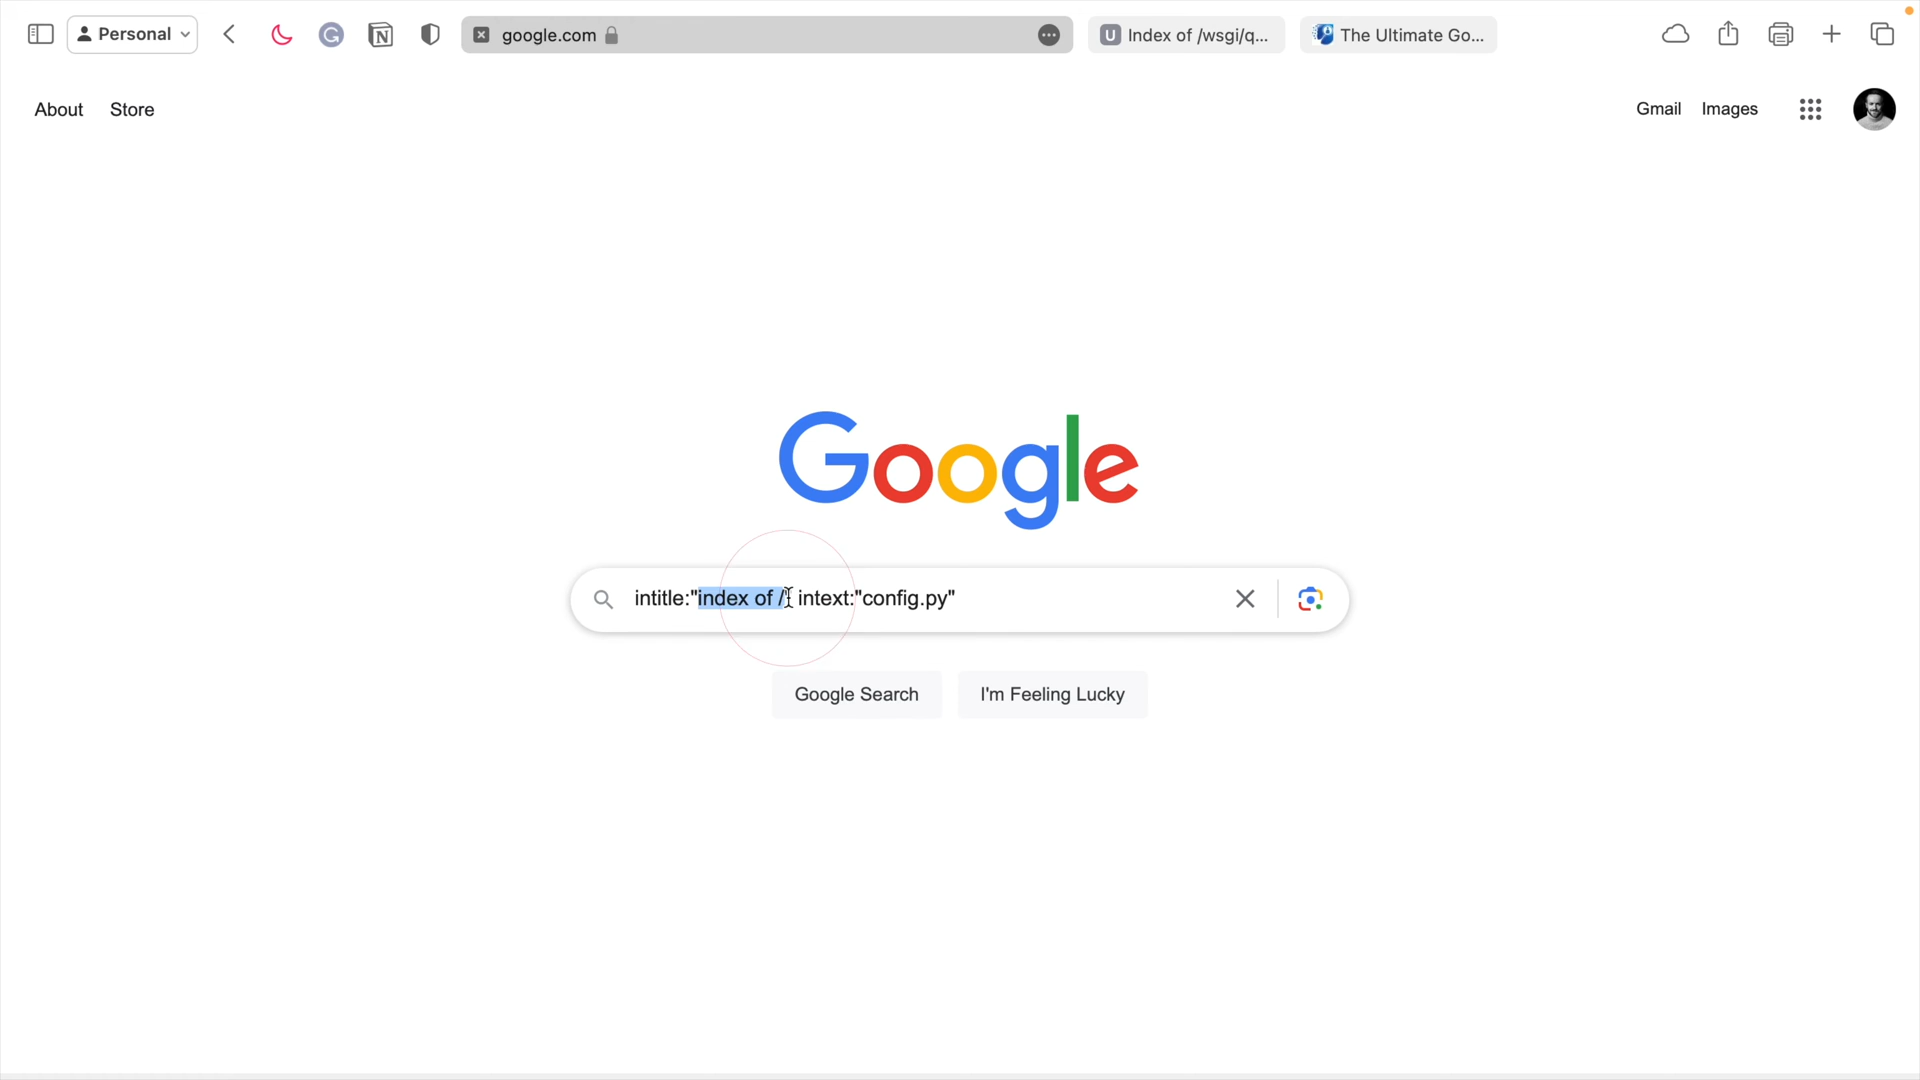 Personal
google.com
Index of /wsgi/q...
The Ultimate Go...
About
Store
Gmail
Images
Google
intitle:"index of /" intext:"config.py"
Google Search
I'm Feeling Lucky